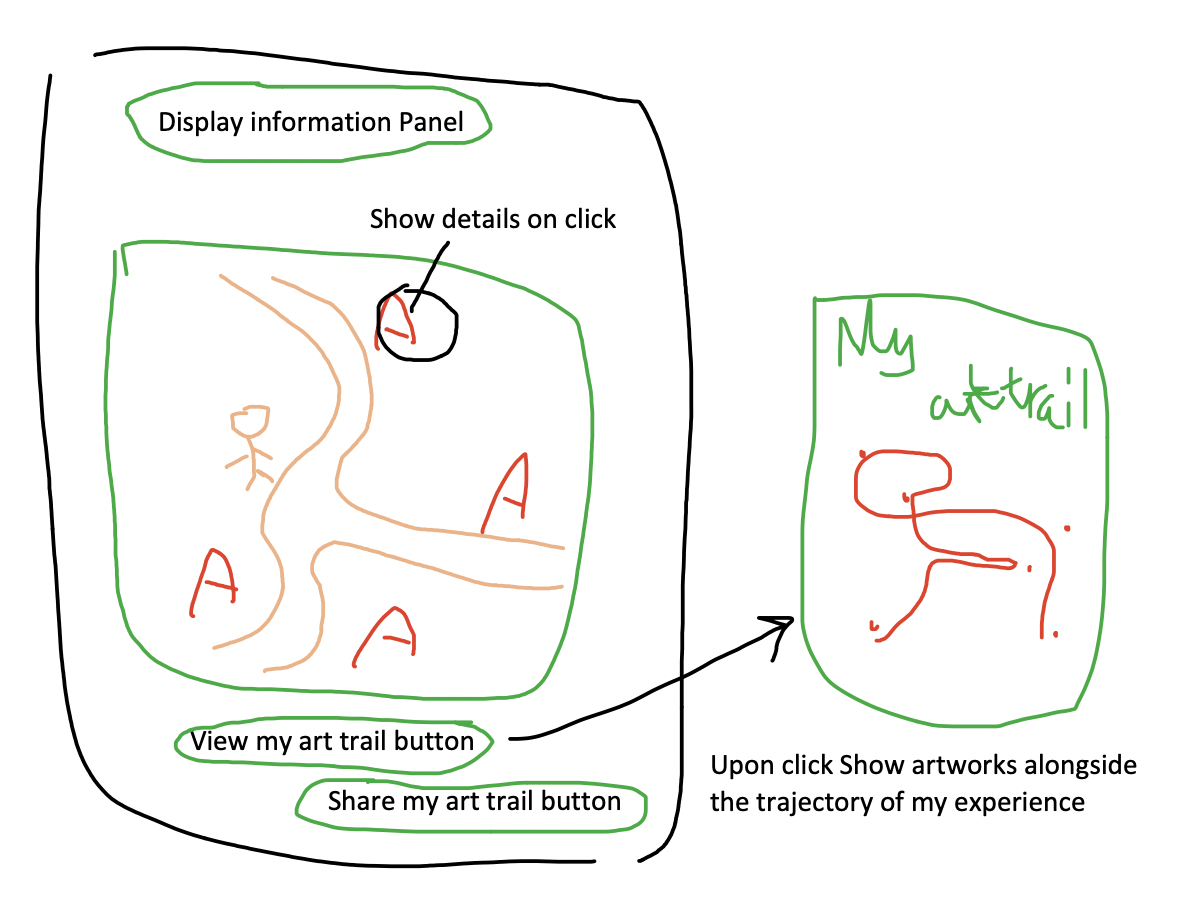 Display information Panel
Show details on click
A
A
A
A
View my art trail button
Share my art trail button
My
art trail
Upon click Show artworks alongside
the trajectory of my experience